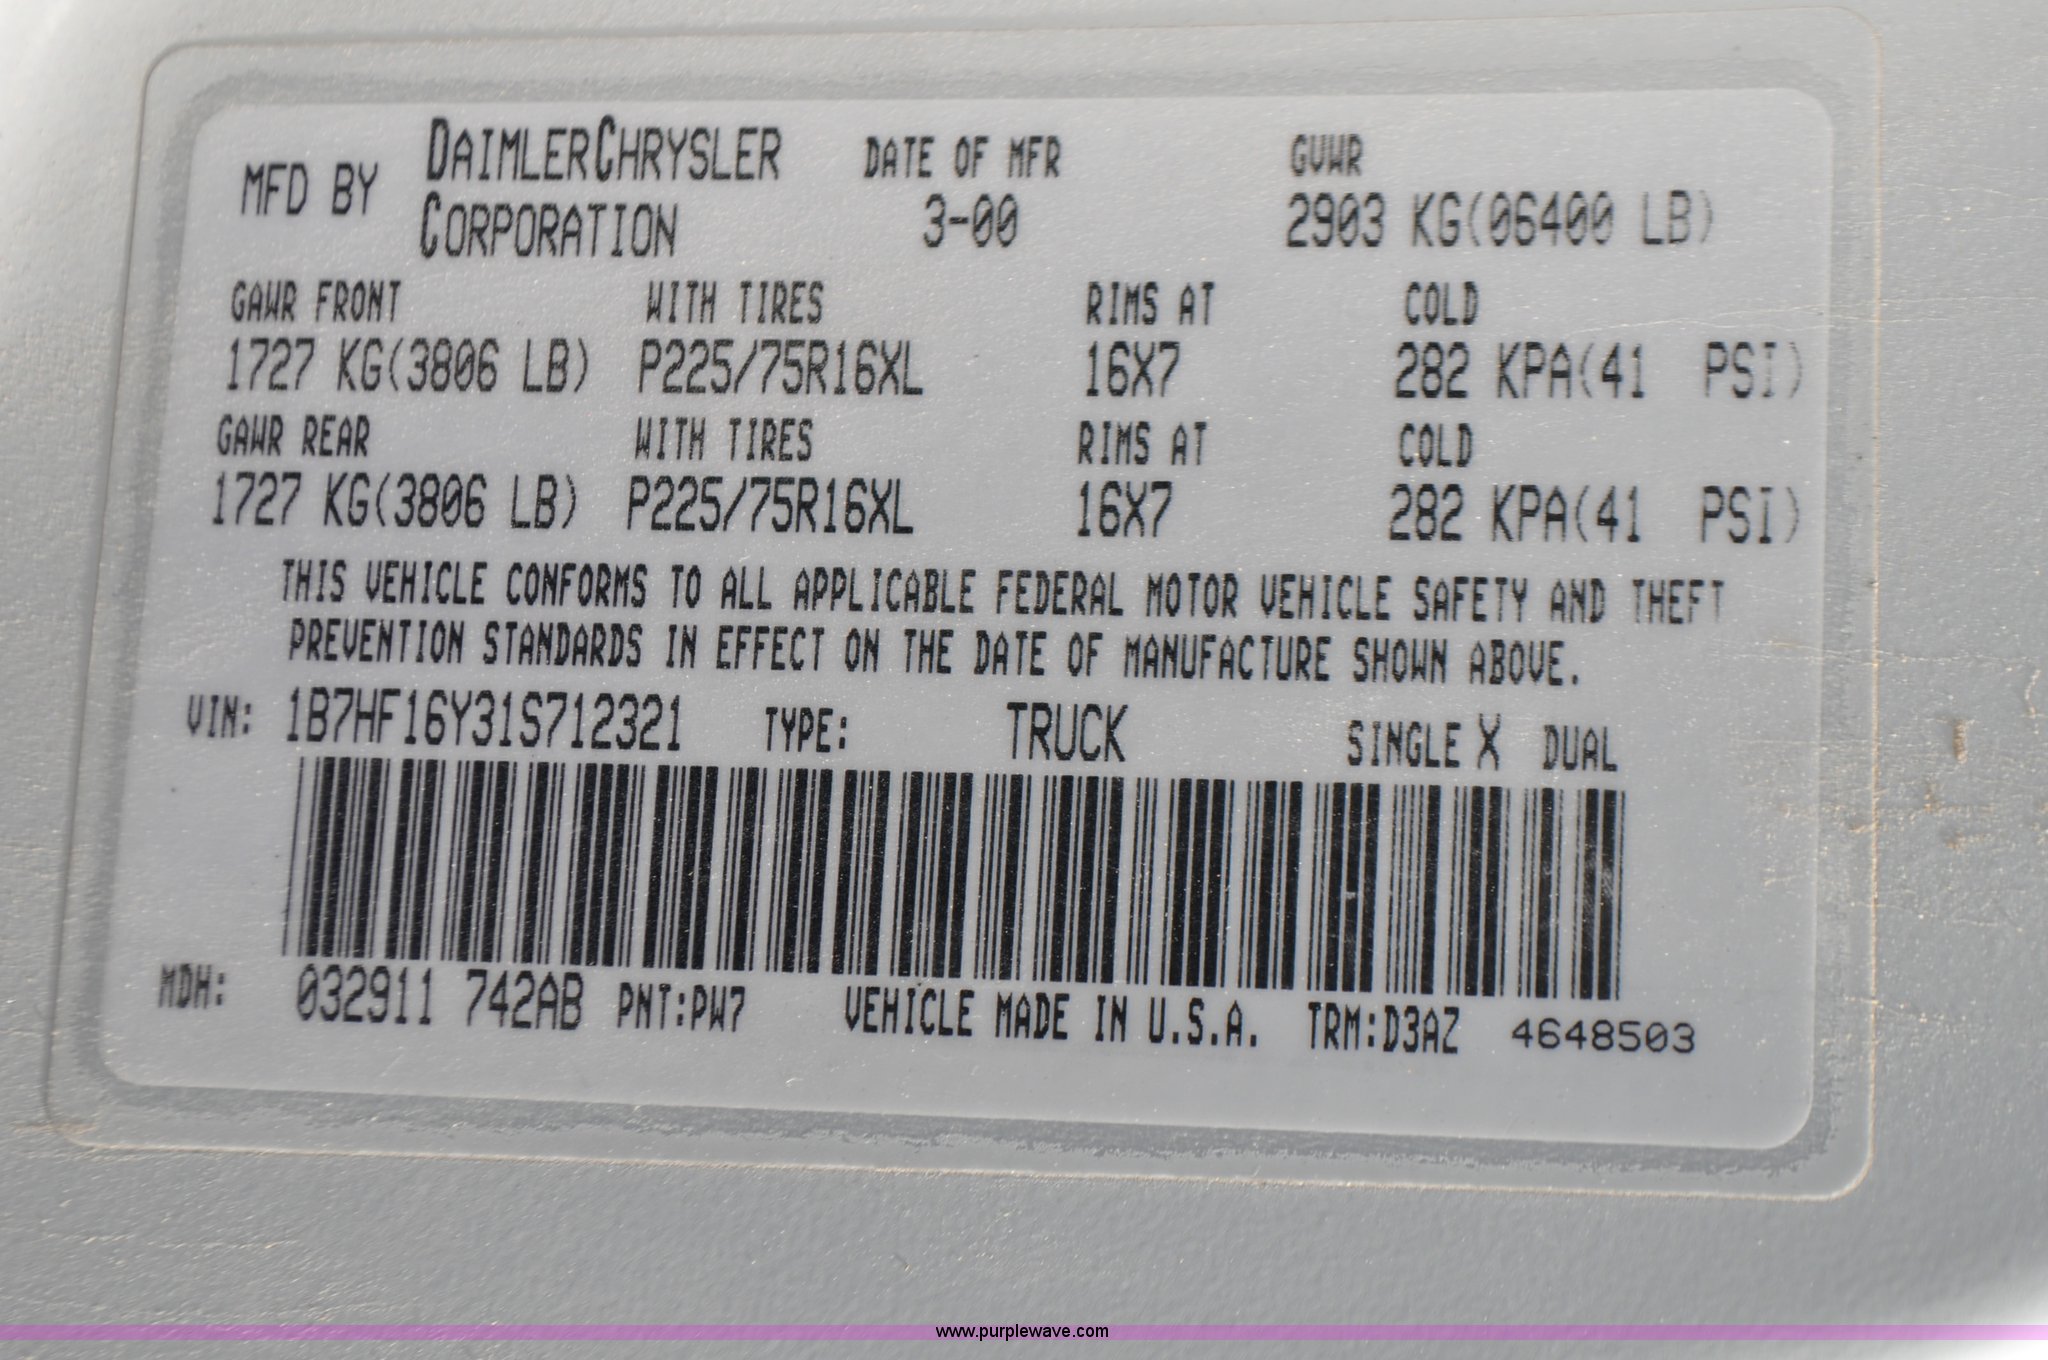 MFD BY DAIMLERCHRYSLER CORPORATION DATE OF MFR 3-00 GVWR 2903 KG(06400 LB)
GAWR FRONT WITH TIRES RIMS AT COLD
1727 KG(3806 LB) P225/75R16XL 16X7 282 KPA(41 PSI)
GAWR REAR WITH TIRES RIMS AT COLD
1727 KG(3806 LB) P225/75R16XL 16X7 282 KPA(41 PSI)
THIS VEHICLE CONFORMS TO ALL APPLICABLE FEDERAL MOTOR VEHICLE SAFETY AND THEFT
PREVENTION STANDARDS IN EFFECT ON THE DATE OF MANUFACTURE SHOWN ABOVE.
VIN: 1B7HF16Y31S712321 TYPE: TRUCK SINGLE X DUAL
MDH: 032911 742AB PNT:PW7 VEHICLE MADE IN U.S.A. TRM:D3AZ 4648503
www.purplewave.com